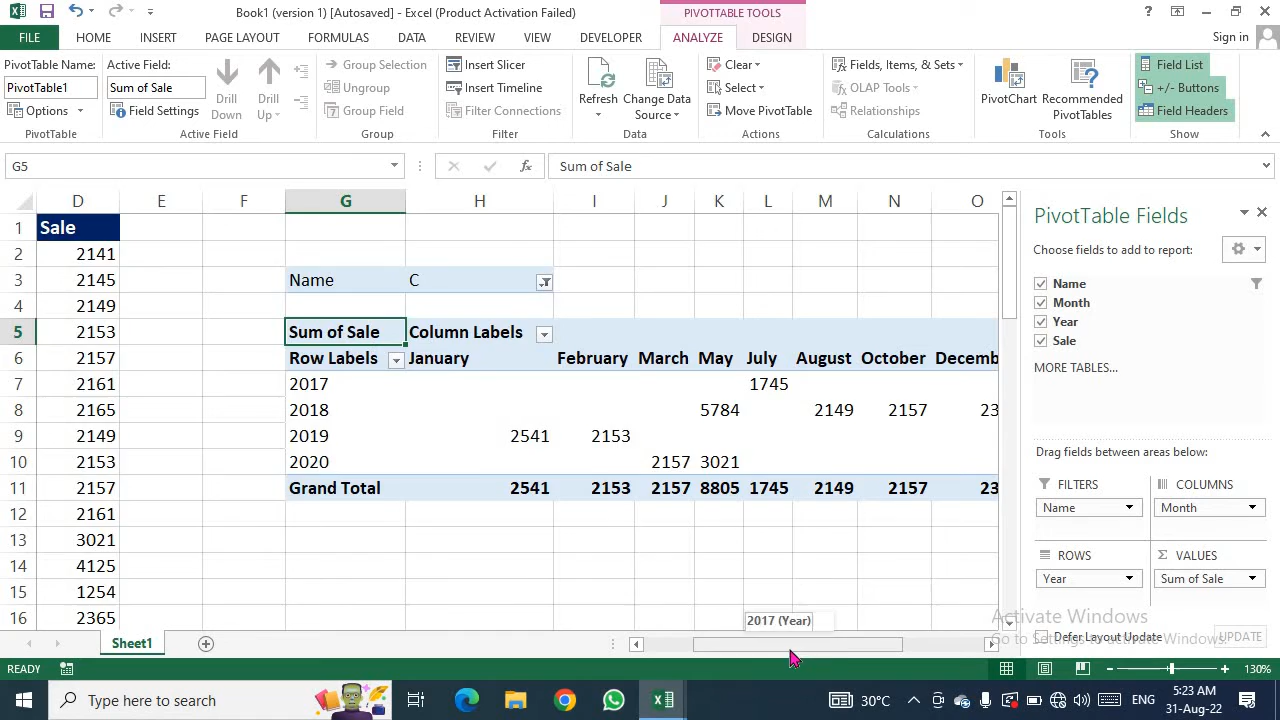 Book1 (version 1) [Autosaved] - Excel (Product Activation Failed)
PIVOTTABLE TOOLS
FILE HOME INSERT PAGE LAYOUT FORMULAS DATA REVIEW VIEW DEVELOPER ANALYZE DESIGN Sign in
PivotTable Name:
PivotTable1
Options
PivotTable
Active Field:
Sum of Sale
Field Settings
Drill Down
Drill Up
Active Field
Group Selection
Ungroup
Group Field
Group
Insert Slicer
Insert Timeline
Filter Connections
Filter
Refresh
Change Data Source
Data
Clear
Select
Move PivotTable
Actions
Fields, Items, & Sets
OLAP Tools
Relationships
Calculations
PivotChart
Recommended PivotTables
Tools
Field List
+/- Buttons
Field Headers
Show
G5 fx Sum of Sale
D E F G H I J K L M N O
1 Sale
2 2141
3 2145 Name C
4 2149
5 2153 Sum of Sale Column Labels
6 2157 Row Labels January February March May July August October Decemb
7 2161 2017 1745
8 2165 2018 5784 2149 2157 23
9 2149 2019 2541 2153
10 2153 2020 2157 3021
11 2157 Grand Total 2541 2153 2157 8805 1745 2149 2157 23
12 2161
13 3021
14 4125
15 1254
16 2365
2017 (Year)
PivotTable Fields
Choose fields to add to report:
Name
Month
Year
Sale
MORE TABLES...
Drag fields between areas below:
FILTERS COLUMNS
Name Month
ROWS Σ VALUES
Year Sum of Sale
Activate Windows
Go to Settings to activate Windows.
Defer Layout Update UPDATE
Sheet1
READY 130%
Type here to search
30°C
ENG
5:23 AM
31-Aug-22